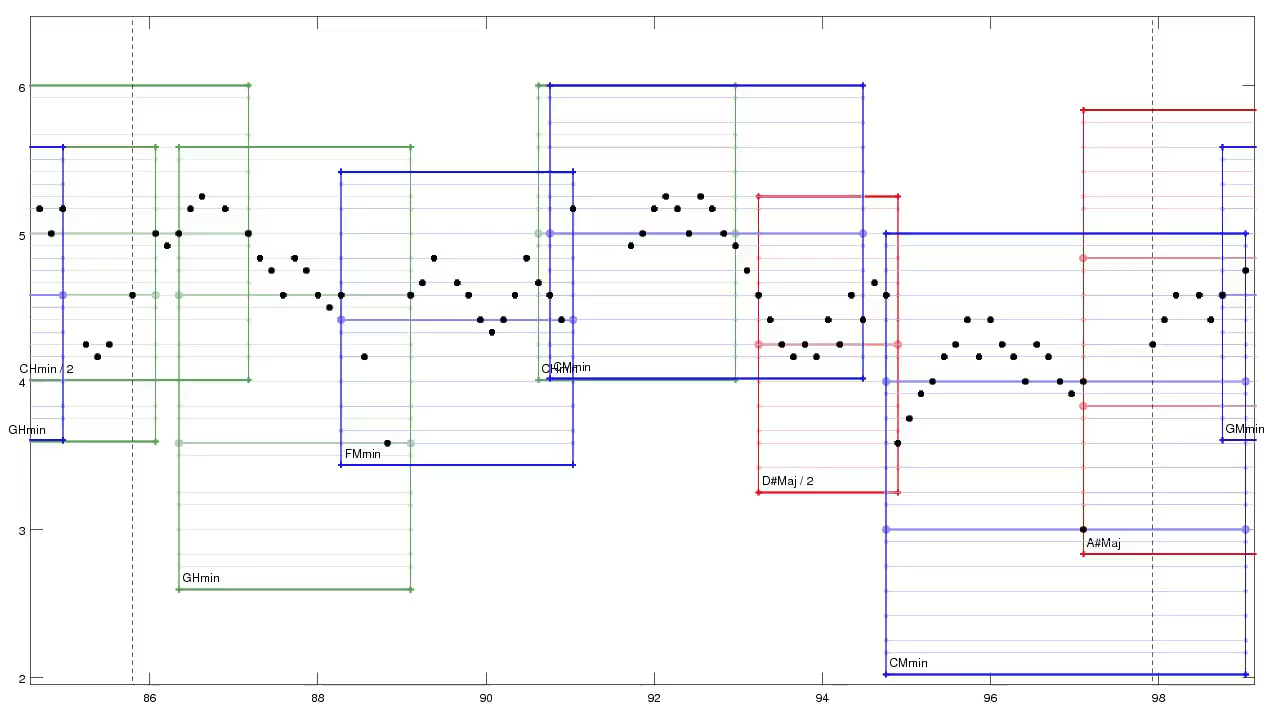 6
5
CHmin / 2
CHmin
CMmin
4
GHmin
GMmin
FMmin
D#Maj / 2
3
A#Maj
GHmin
CMmin
2
86 88 90 92 94 96 98